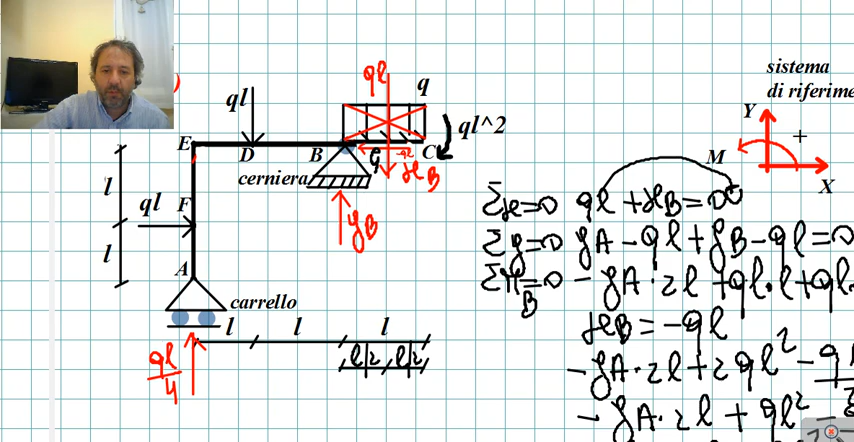 ql
q
ql
ql^2
E
D
B
G
-ql
C
xB
cerniera
yB
l
ql
F
l
A
carrello
l
l
l
l/2
l/2
ql/4
sistema
di riferime
Y
+
M
X
Σx=0 ql + xB = 0
Σy=0 yA - ql + yB - ql = 0
ΣM B=0 - yA · 2l + ql · l + ql ·
xB = -ql
- yA · 2l + 2ql² - q
- yA · 2l + ql²